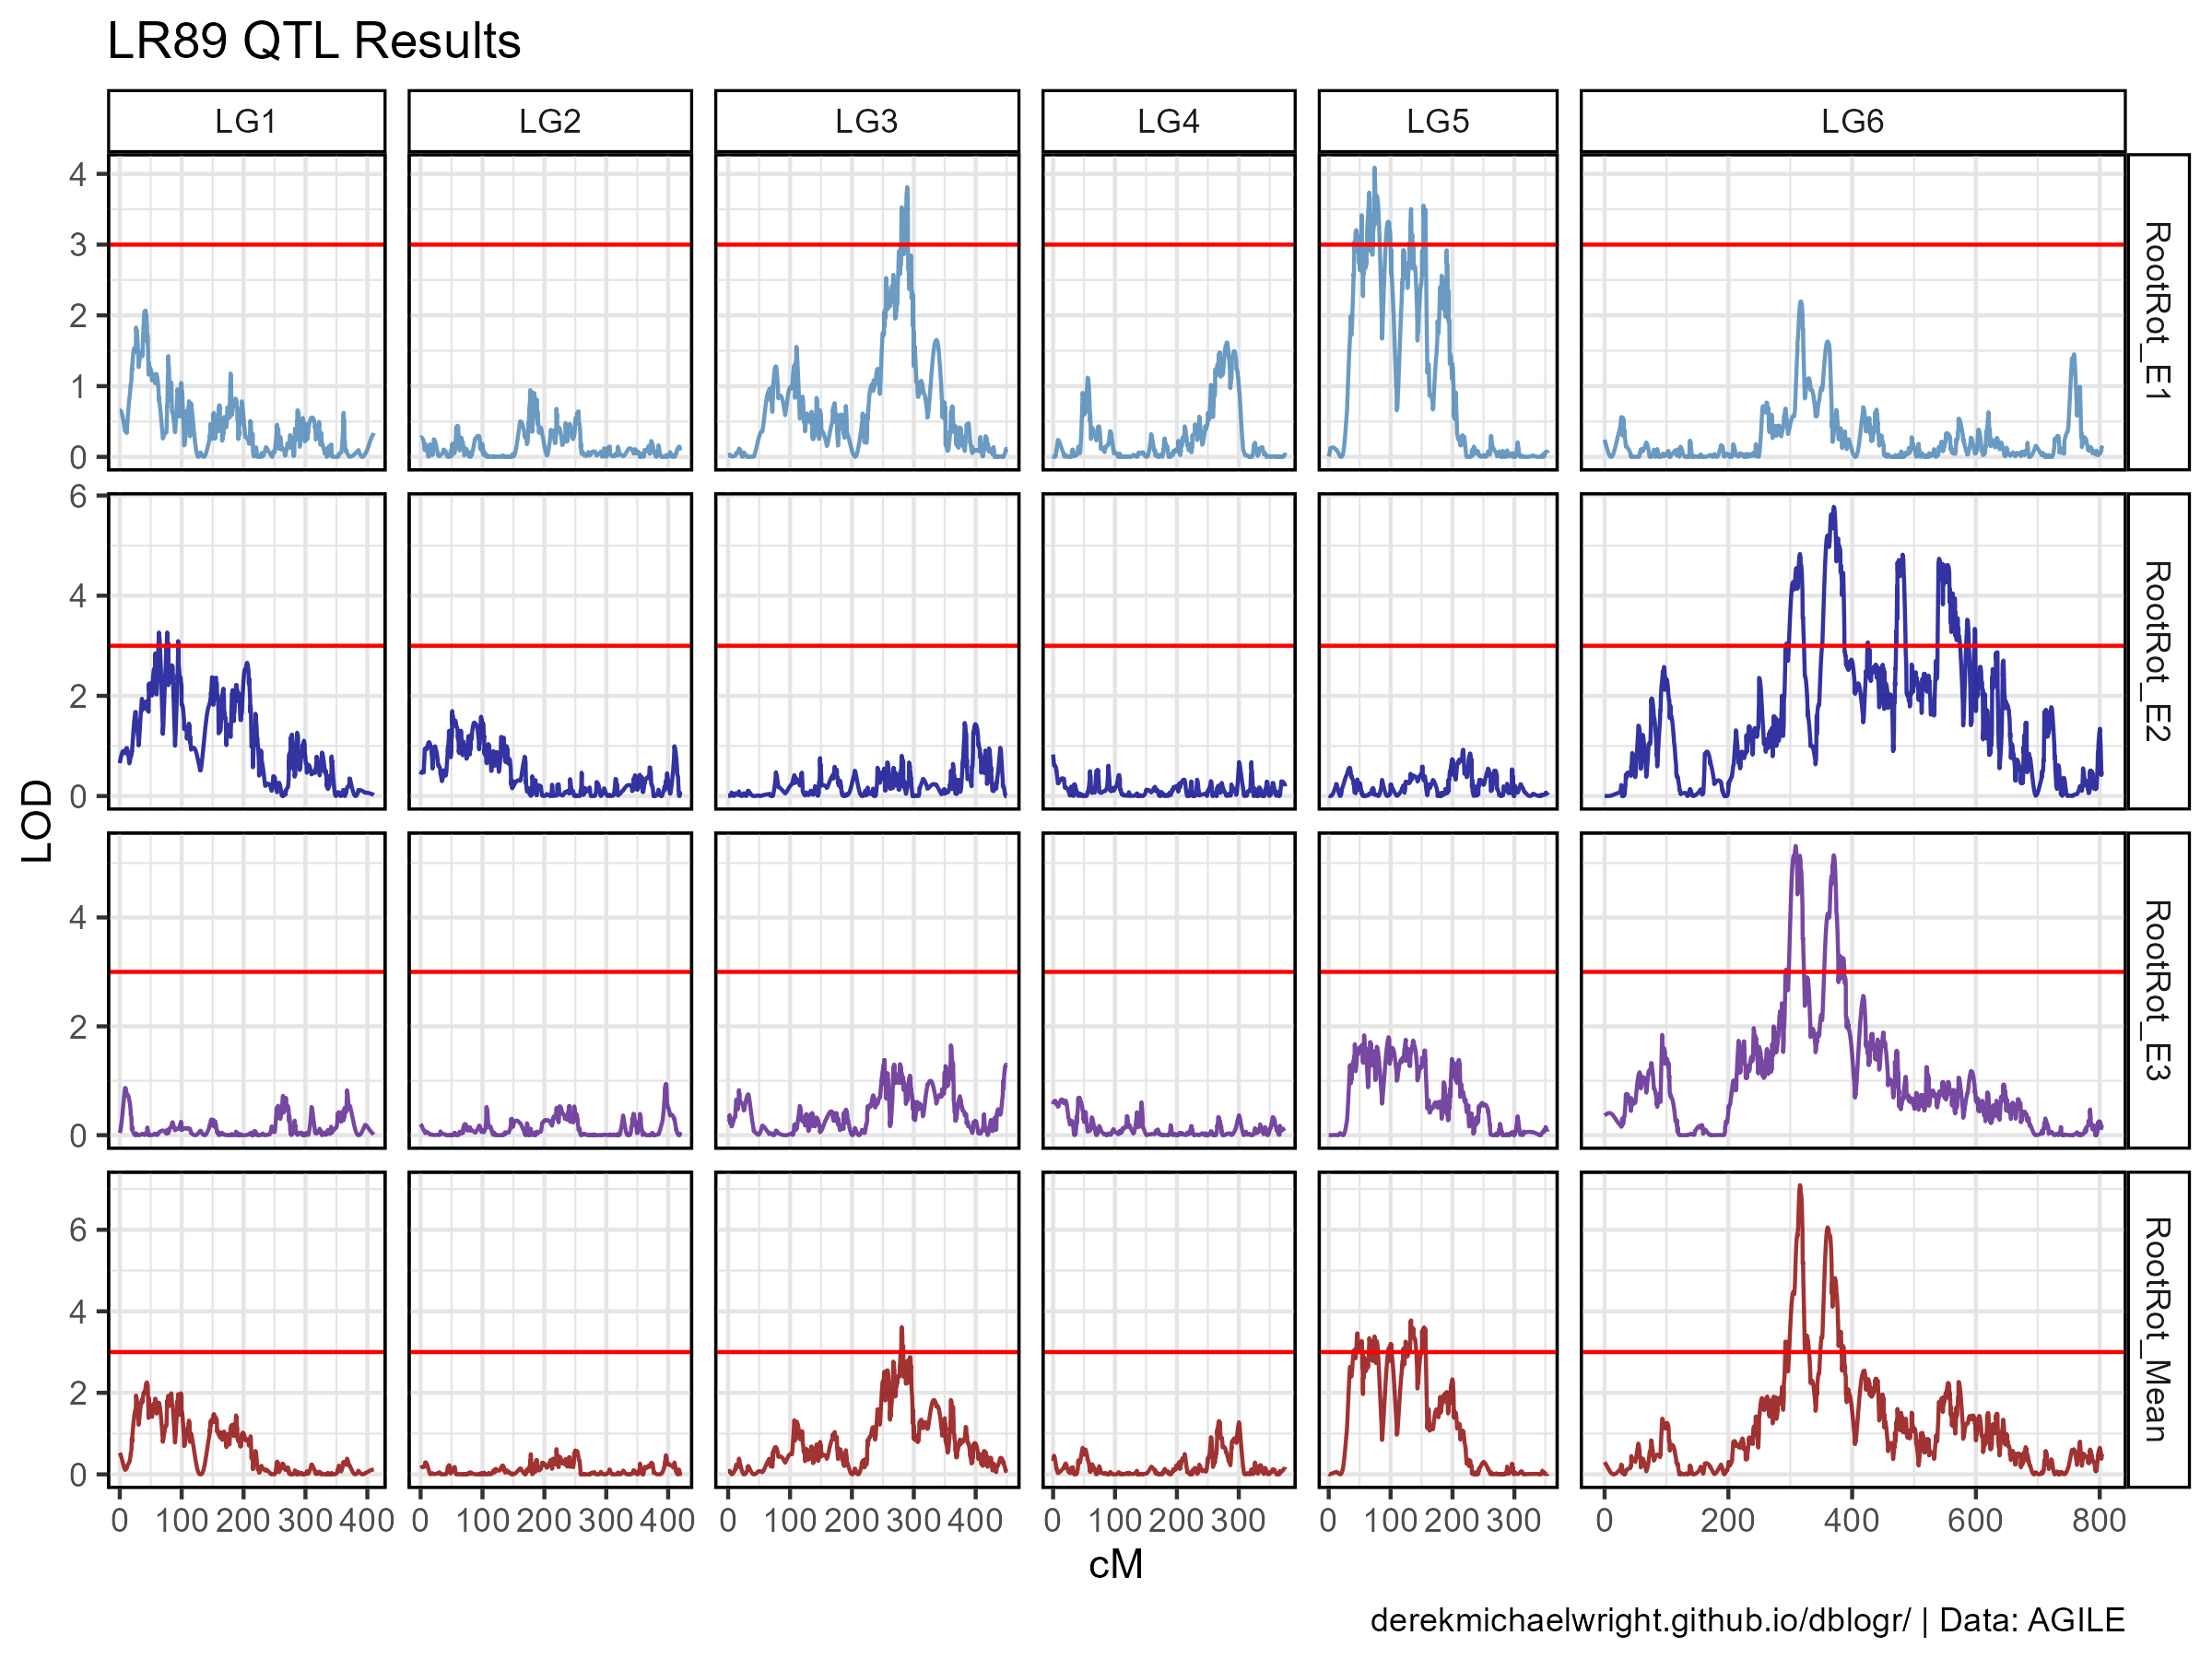 LR89 QTL Results
LG1 LG2 LG3 LG4 LG5 LG6
4
3
2
1
0
RootRot_E1
6
4
2
0
RootRot_E2
4
2
0
RootRot_E3
6
4
2
0
RootRot_Mean
LOD
0 100 200 300 400 0 100 200 300 400 0 100 200 300 400 0 100 200 300 0 100 200 300 0 200 400 600 800
cM
derekmichaelwright.github.io/dblogr/ | Data: AGILE